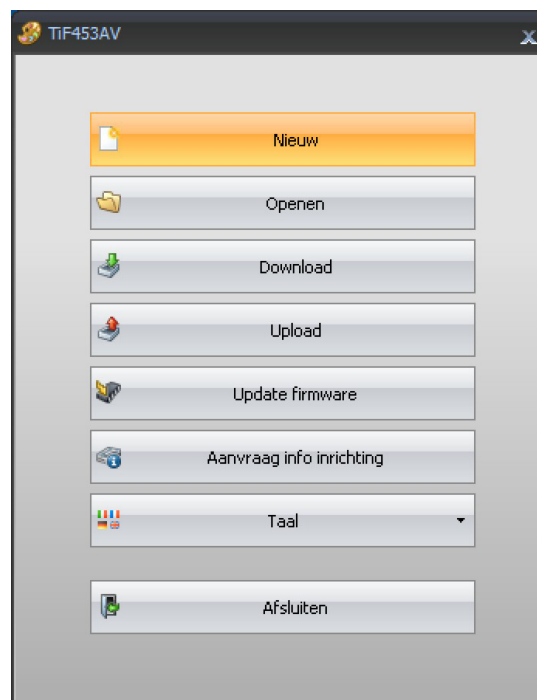 TiF453AV
Nieuw
Openen
Download
Upload
Update firmware
Aanvraag info inrichting
Taal
Afsluiten